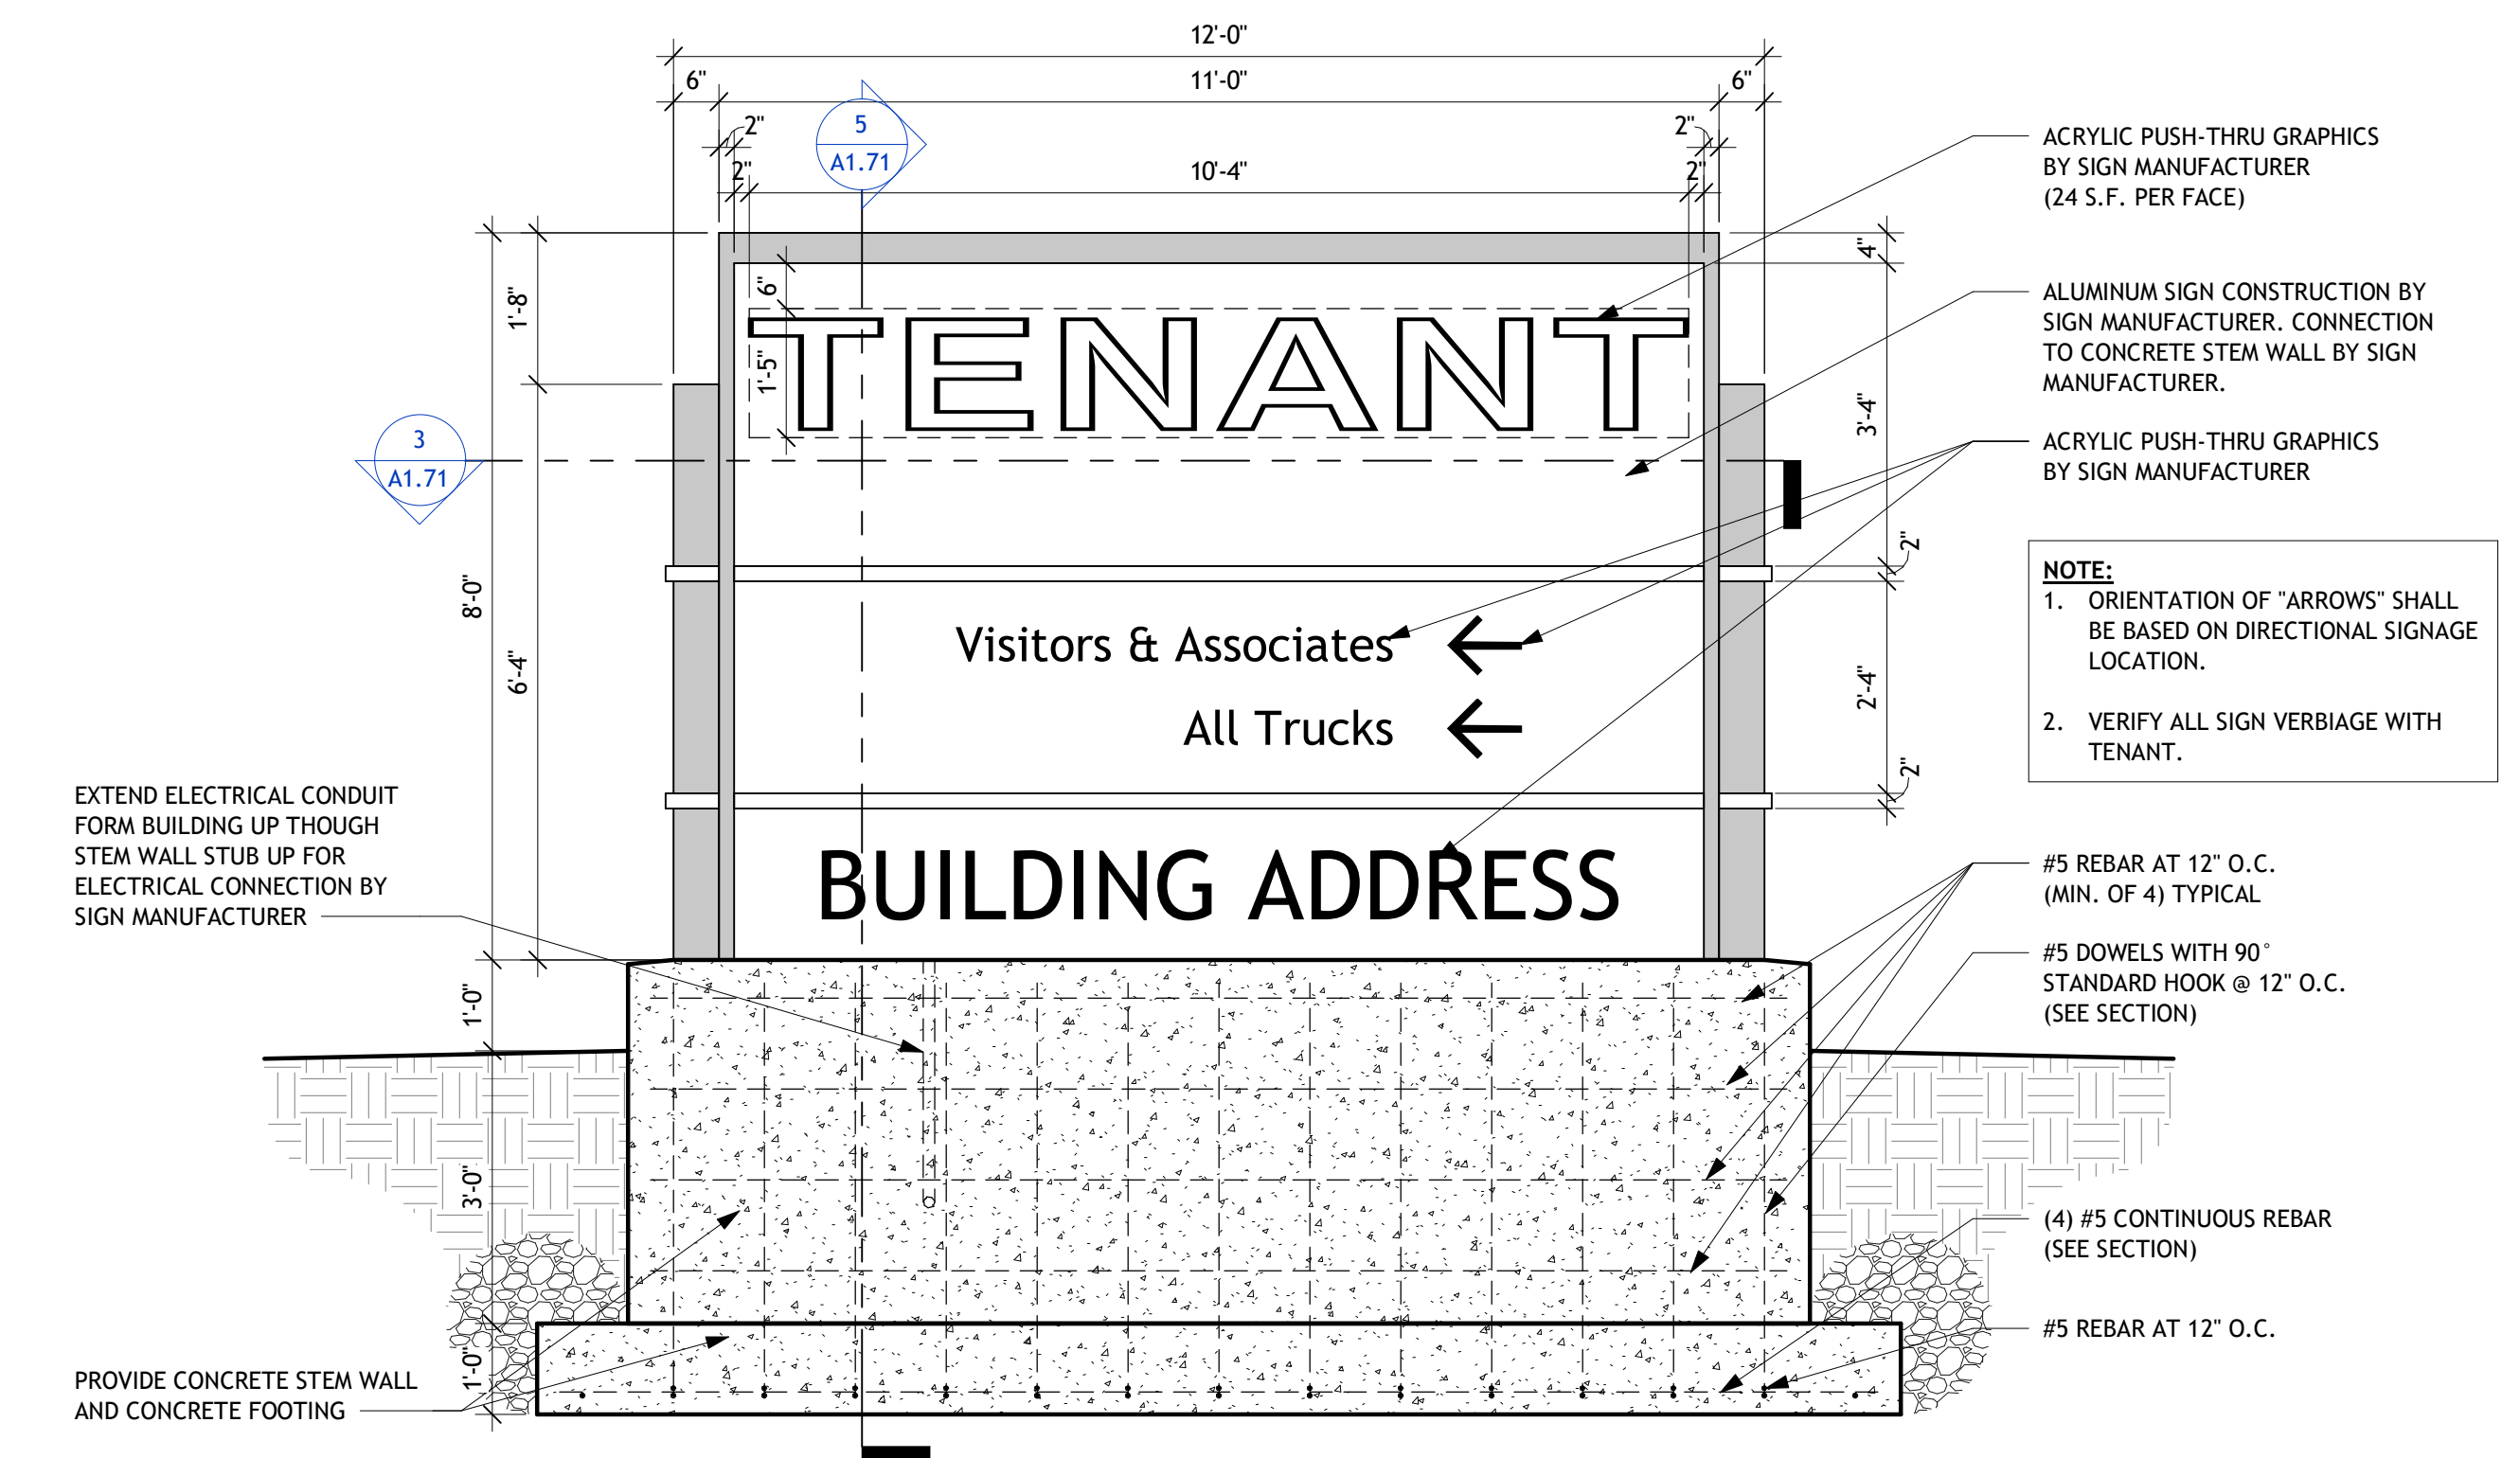 12'-0"
6"
11'-0"
6"
2"
5
A1.71
2"
2"
10'-4"
2"
ACRYLIC PUSH-THRU GRAPHICS
BY SIGN MANUFACTURER
(24 S.F. PER FACE)
4"
6"
1'-8"
TENANT
1'-5"
ALUMINUM SIGN CONSTRUCTION BY
SIGN MANUFACTURER. CONNECTION
TO CONCRETE STEM WALL BY SIGN
MANUFACTURER.
3'-4"
3
A1.71
ACRYLIC PUSH-THRU GRAPHICS
BY SIGN MANUFACTURER
2"
8'-0"
6'-4"
NOTE:
1. ORIENTATION OF "ARROWS" SHALL
BE BASED ON DIRECTIONAL SIGNAGE
LOCATION.
2. VERIFY ALL SIGN VERBIAGE WITH
TENANT.
Visitors & Associates ←
2'-4"
All Trucks ←
2"
EXTEND ELECTRICAL CONDUIT
FORM BUILDING UP THOUGH
STEM WALL STUB UP FOR
ELECTRICAL CONNECTION BY
SIGN MANUFACTURER
BUILDING ADDRESS
#5 REBAR AT 12" O.C.
(MIN. OF 4) TYPICAL
#5 DOWELS WITH 90°
STANDARD HOOK @ 12" O.C.
(SEE SECTION)
1'-0"
3'-0"
(4) #5 CONTINUOUS REBAR
(SEE SECTION)
#5 REBAR AT 12" O.C.
1'-0"
PROVIDE CONCRETE STEM WALL
AND CONCRETE FOOTING